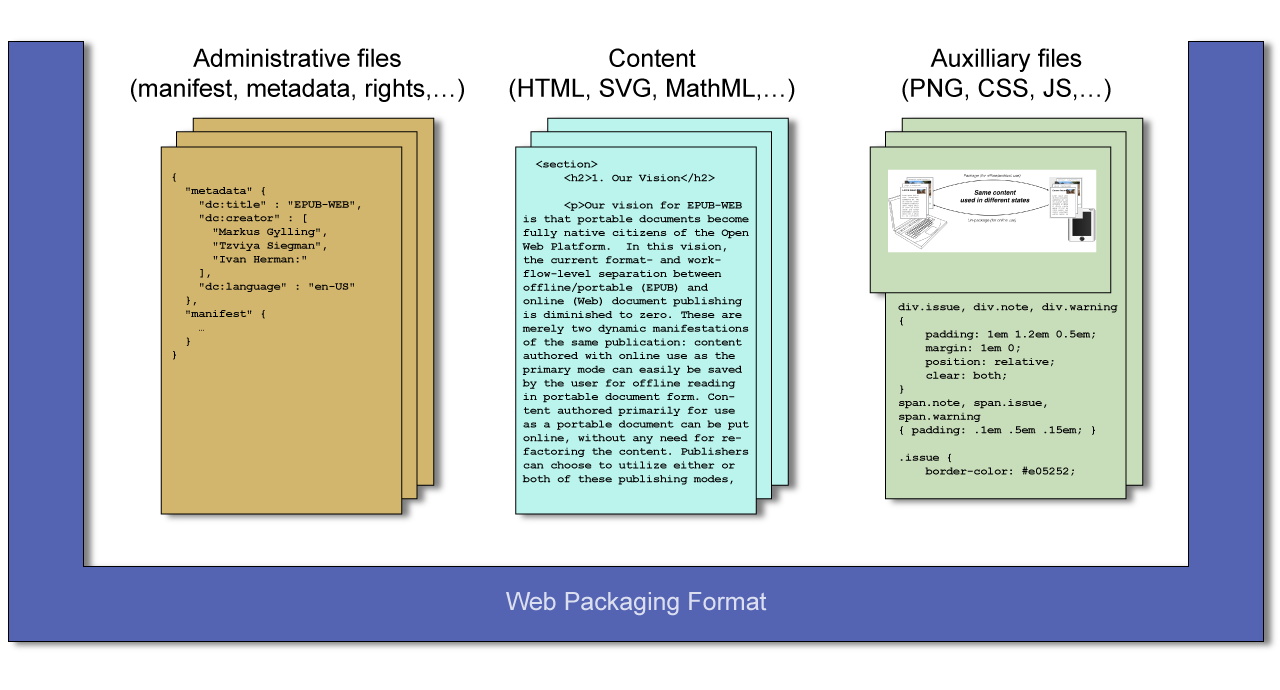 Administrative files
(manifest, metadata, rights,…)
{
"metadata" {
"dc:title" : "EPUB-WEB",
"dc:creator" : [
"Markus Gylling",
"Tzviya Siegman",
"Ivan Herman:"
],
"dc:language" : "en-US"
},
"manifest" {
…
}
}
Content
(HTML, SVG, MathML,…)
<section>
<h2>1. Our Vision</h2>
<p>Our vision for EPUB-WEB
is that portable documents become
fully native citizens of the Open
Web Platform.  In this vision,
the current format- and work-
flow-level separation between
offline/portable (EPUB) and
online (Web) document publishing
is diminished to zero. These are
merely two dynamic manifestations
of the same publication: content
authored with online use as the
primary mode can easily be saved
by the user for offline reading
in portable document form. Con-
tent authored primarily for use
as a portable document can be put
online, without any need for re-
factoring the content. Publishers
can choose to utilize either or
both of these publishing modes,
Auxilliary files
(PNG, CSS, JS,…)
Same content
used in different states
div.issue, div.note, div.warning
{
padding: 1em 1.2em 0.5em;
margin: 1em 0;
position: relative;
clear: both;
}
span.note, span.issue,
span.warning
{ padding: .1em .5em .15em; }
.issue {
border-color: #e05252;
Web Packaging Format